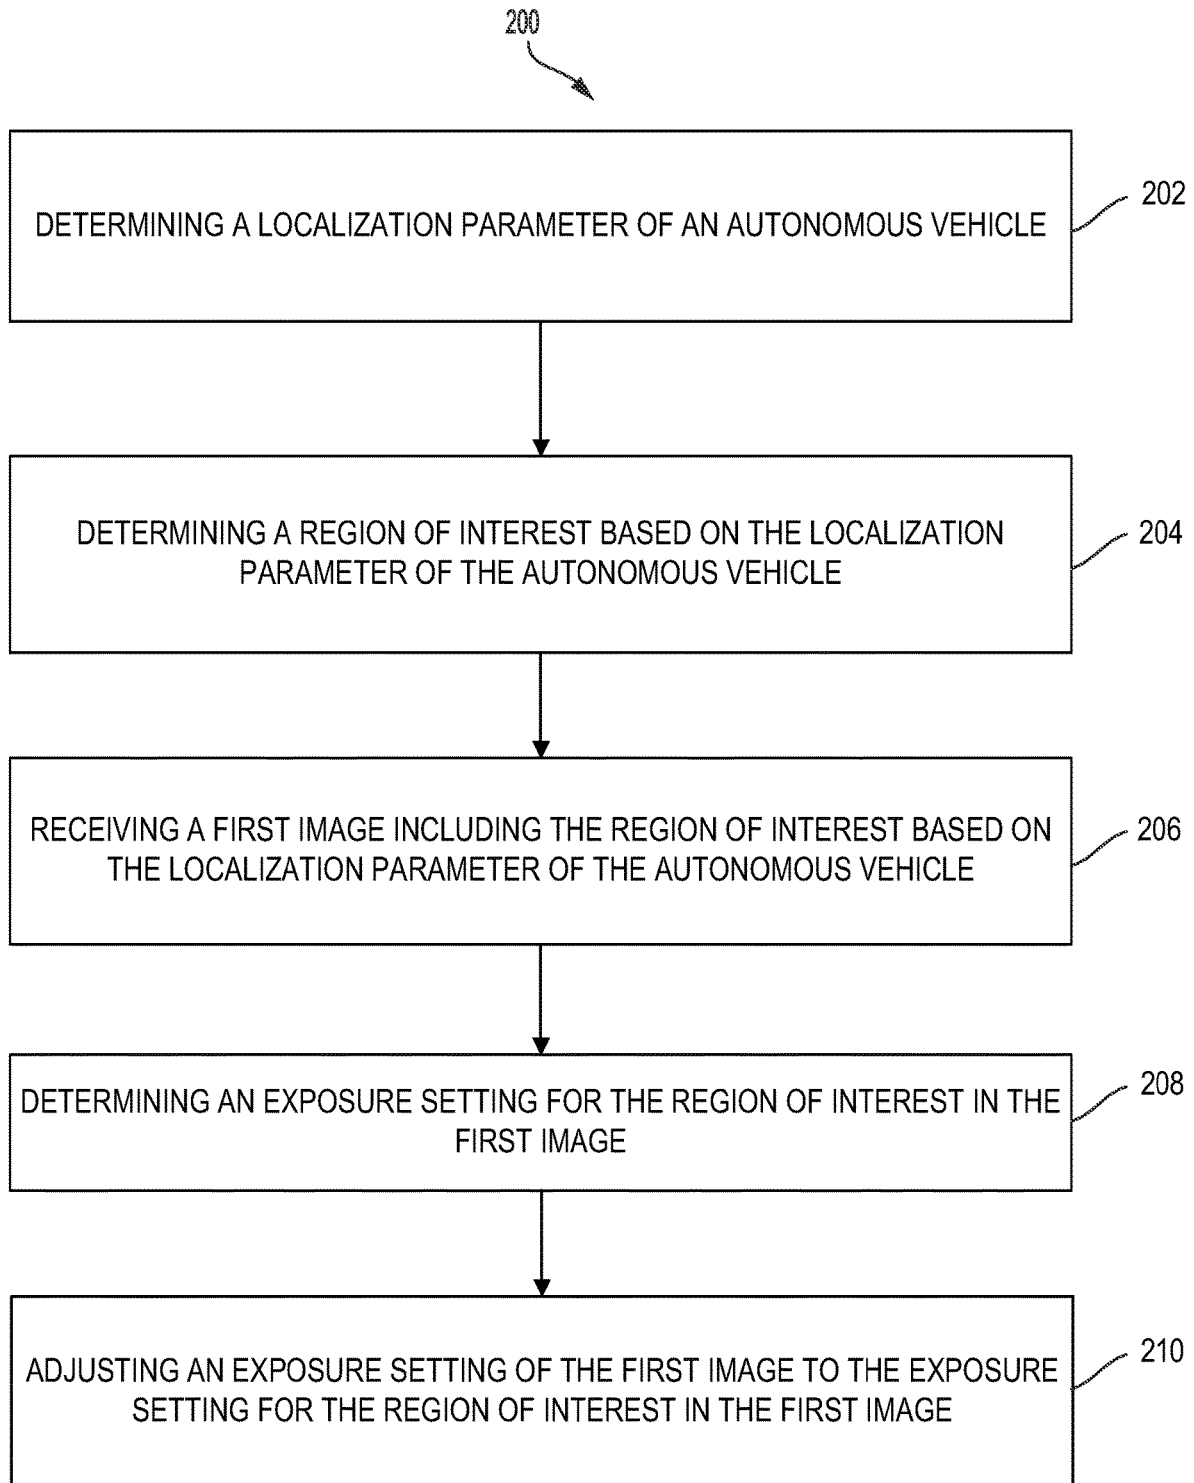 200
DETERMINING A LOCALIZATION PARAMETER OF AN AUTONOMOUS VEHICLE
202
DETERMINING A REGION OF INTEREST BASED ON THE LOCALIZATION
PARAMETER OF THE AUTONOMOUS VEHICLE
204
RECEIVING A FIRST IMAGE INCLUDING THE REGION OF INTEREST BASED ON
THE LOCALIZATION PARAMETER OF THE AUTONOMOUS VEHICLE
206
DETERMINING AN EXPOSURE SETTING FOR THE REGION OF INTEREST IN THE
FIRST IMAGE
208
ADJUSTING AN EXPOSURE SETTING OF THE FIRST IMAGE TO THE EXPOSURE
SETTING FOR THE REGION OF INTEREST IN THE FIRST IMAGE
210